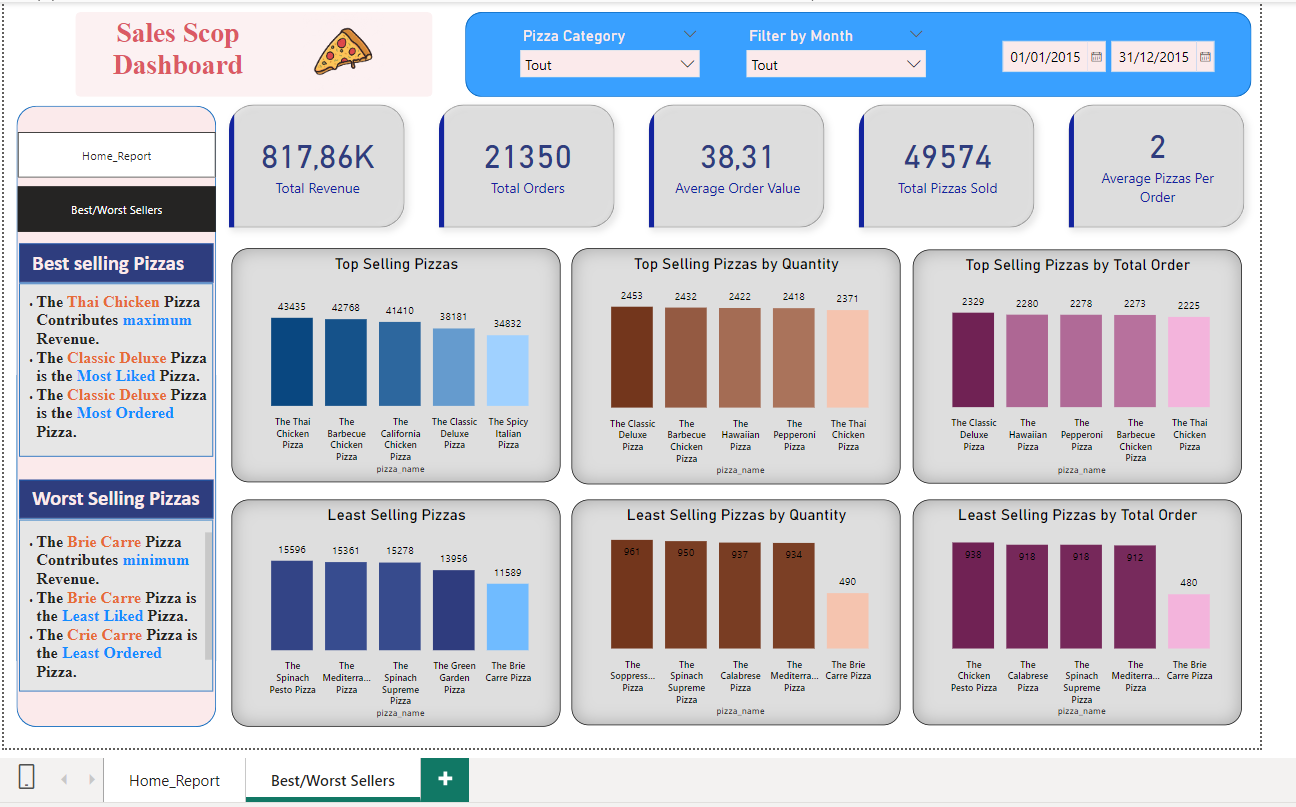 Sales Scop
Dashboard
Pizza Category
Tout
Filter by Month
Tout
01/01/2015
31/12/2015
Home_Report
Best/Worst Sellers
817,86K
Total Revenue
21350
Total Orders
38,31
Average Order Value
49574
Total Pizzas Sold
2
Average Pizzas Per
Order
Best selling Pizzas
. The Thai Chicken Pizza
Contributes maximum
Revenue.
. The Classic Deluxe Pizza
is the Most Liked Pizza.
. The Classic Deluxe Pizza
is the Most Ordered
Pizza.
Worst Selling Pizzas
. The Brie Carre Pizza
Contributes minimum
Revenue.
. The Brie Carre Pizza is
the Least Liked Pizza.
. The Crie Carre Pizza is
the Least Ordered
Pizza.
Top Selling Pizzas
43435 42768 41410 38181 34832
The Thai
Chicken
Pizza
The
Barbecue
Chicken
Pizza
The
California
Chicken
Pizza
The Classic
Deluxe
Pizza
The Spicy
Italian
Pizza
pizza_name
Top Selling Pizzas by Quantity
2453 2432 2422 2418 2371
The Classic
Deluxe
Pizza
The
Barbecue
Chicken
Pizza
The
Hawaiian
Pizza
The
Pepperoni
Pizza
The Thai
Chicken
Pizza
pizza_name
Top Selling Pizzas by Total Order
2329 2280 2278 2273 2225
The Classic
Deluxe
Pizza
The
Hawaiian
Pizza
The
Pepperoni
Pizza
The
Barbecue
Chicken
Pizza
The Thai
Chicken
Pizza
pizza_name
Least Selling Pizzas
15596 15361 15278 13956 11589
The
Spinach
Pesto Pizza
The
Mediterra...
Pizza
The
Spinach
Supreme
Pizza
The Green
Garden
Pizza
The Brie
Carre Pizza
pizza_name
Least Selling Pizzas by Quantity
961 950 937 934 490
The
Soppress...
Pizza
The
Spinach
Supreme
Pizza
The
Calabrese
Pizza
The
Mediterra...
Pizza
The Brie
Carre Pizza
pizza_name
Least Selling Pizzas by Total Order
938 918 918 912 480
The
Chicken
Pesto Pizza
The
Calabrese
Pizza
The
Spinach
Supreme
Pizza
The
Mediterra...
Pizza
The Brie
Carre Pizza
pizza_name
Home_Report
Best/Worst Sellers